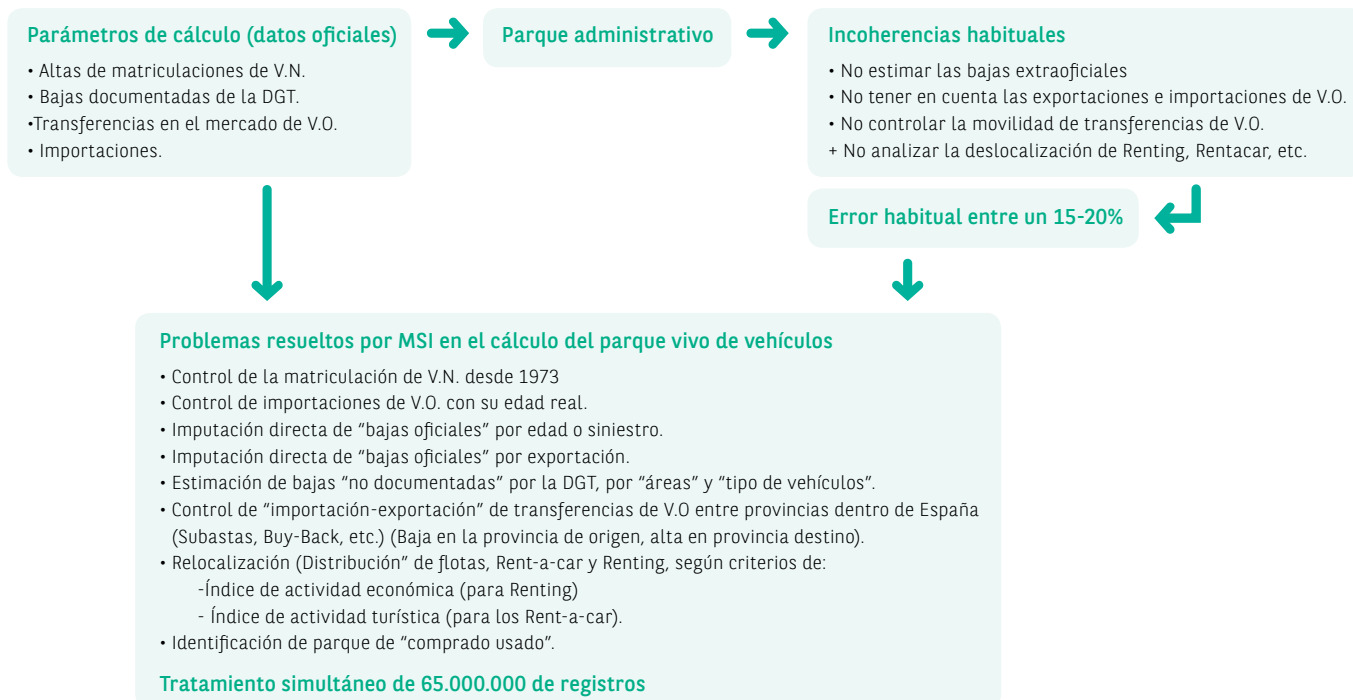 Parámetros de cálculo (datos oficiales)
• Altas de matriculaciones de V.N.
• Bajas documentadas de la DGT.
•Transferencias en el mercado de V.O.
• Importaciones.
Parque administrativo
Incoherencias habituales
• No estimar las bajas extraoficiales
• No tener en cuenta las exportaciones e importaciones de V.O.
• No controlar la movilidad de transferencias de V.O.
+ No analizar la deslocalización de Renting, Rentacar, etc.
Error habitual entre un 15-20%
Problemas resueltos por MSI en el cálculo del parque vivo de vehículos
• Control de la matriculación de V.N. desde 1973
• Control de importaciones de V.O. con su edad real.
• Imputación directa de “bajas oficiales” por edad o siniestro.
• Imputación directa de “bajas oficiales” por exportación.
• Estimación de bajas “no documentadas” por la DGT, por “áreas” y “tipo de vehículos”.
• Control de “importación-exportación” de transferencias de V.O entre provincias dentro de España
(Subastas, Buy-Back, etc.) (Baja en la provincia de origen, alta en provincia destino).
• Relocalización (Distribución” de flotas, Rent-a-car y Renting, según criterios de:
-Índice de actividad económica (para Renting)
- Índice de actividad turística (para los Rent-a-car).
• Identificación de parque de “comprado usado”.
Tratamiento simultáneo de 65.000.000 de registros